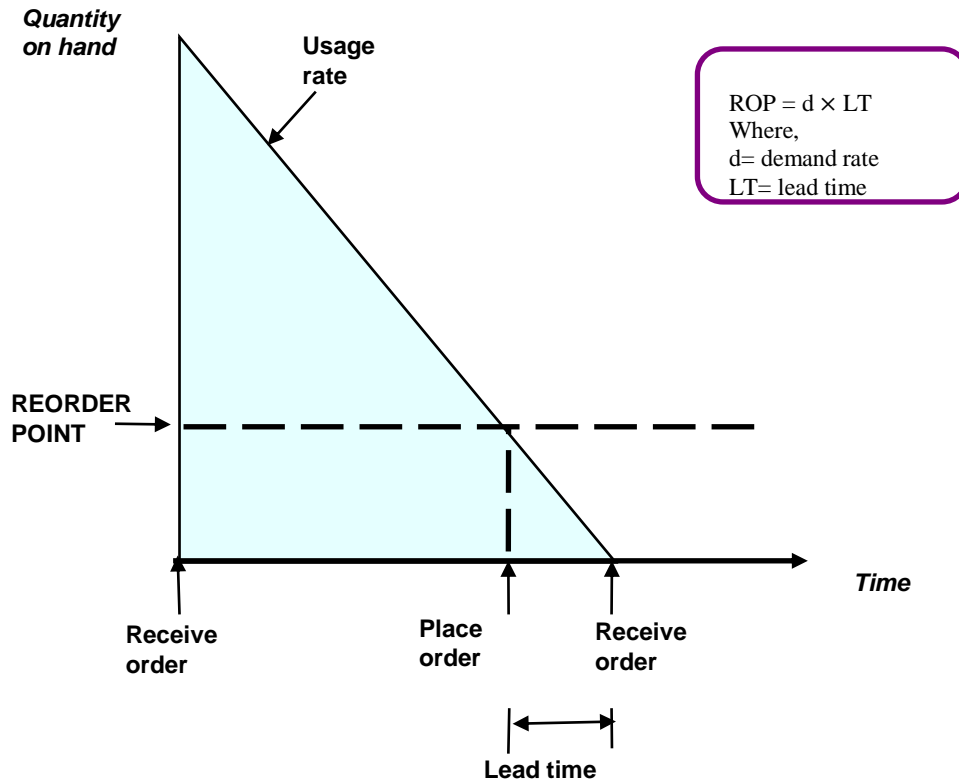 Quantity
on hand
Usage
rate
ROP = d × LT
Where,
d= demand rate
LT= lead time
REORDER
POINT
Time
Receive
order
Place
order
Receive
order
Lead time